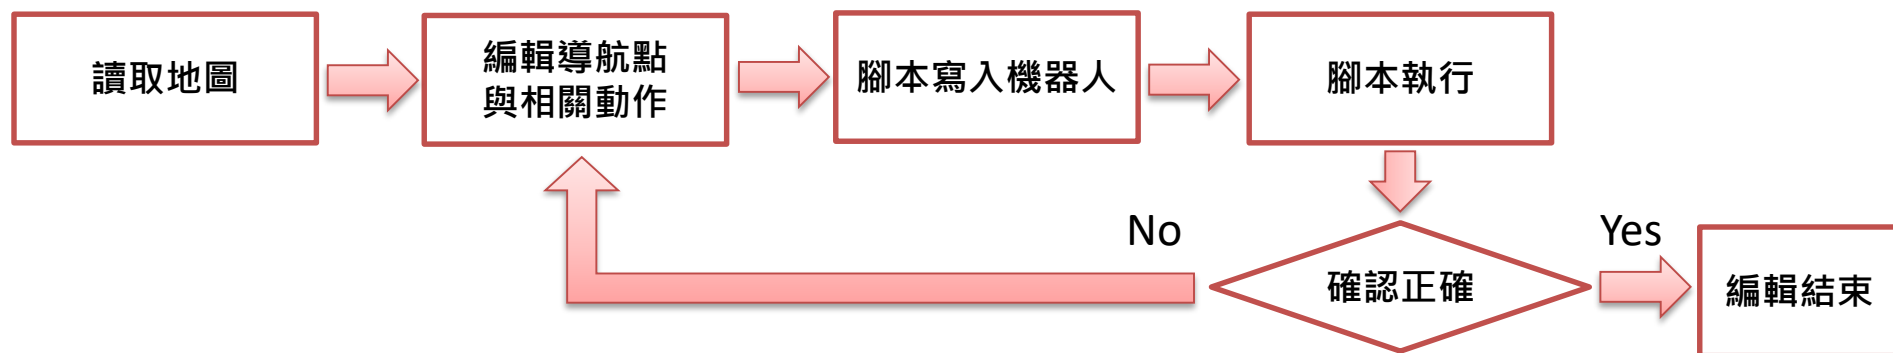 讀取地圖
編輯導航點
與相關動作
腳本寫入機器人
腳本執行
No
Yes
確認正確
編輯結束